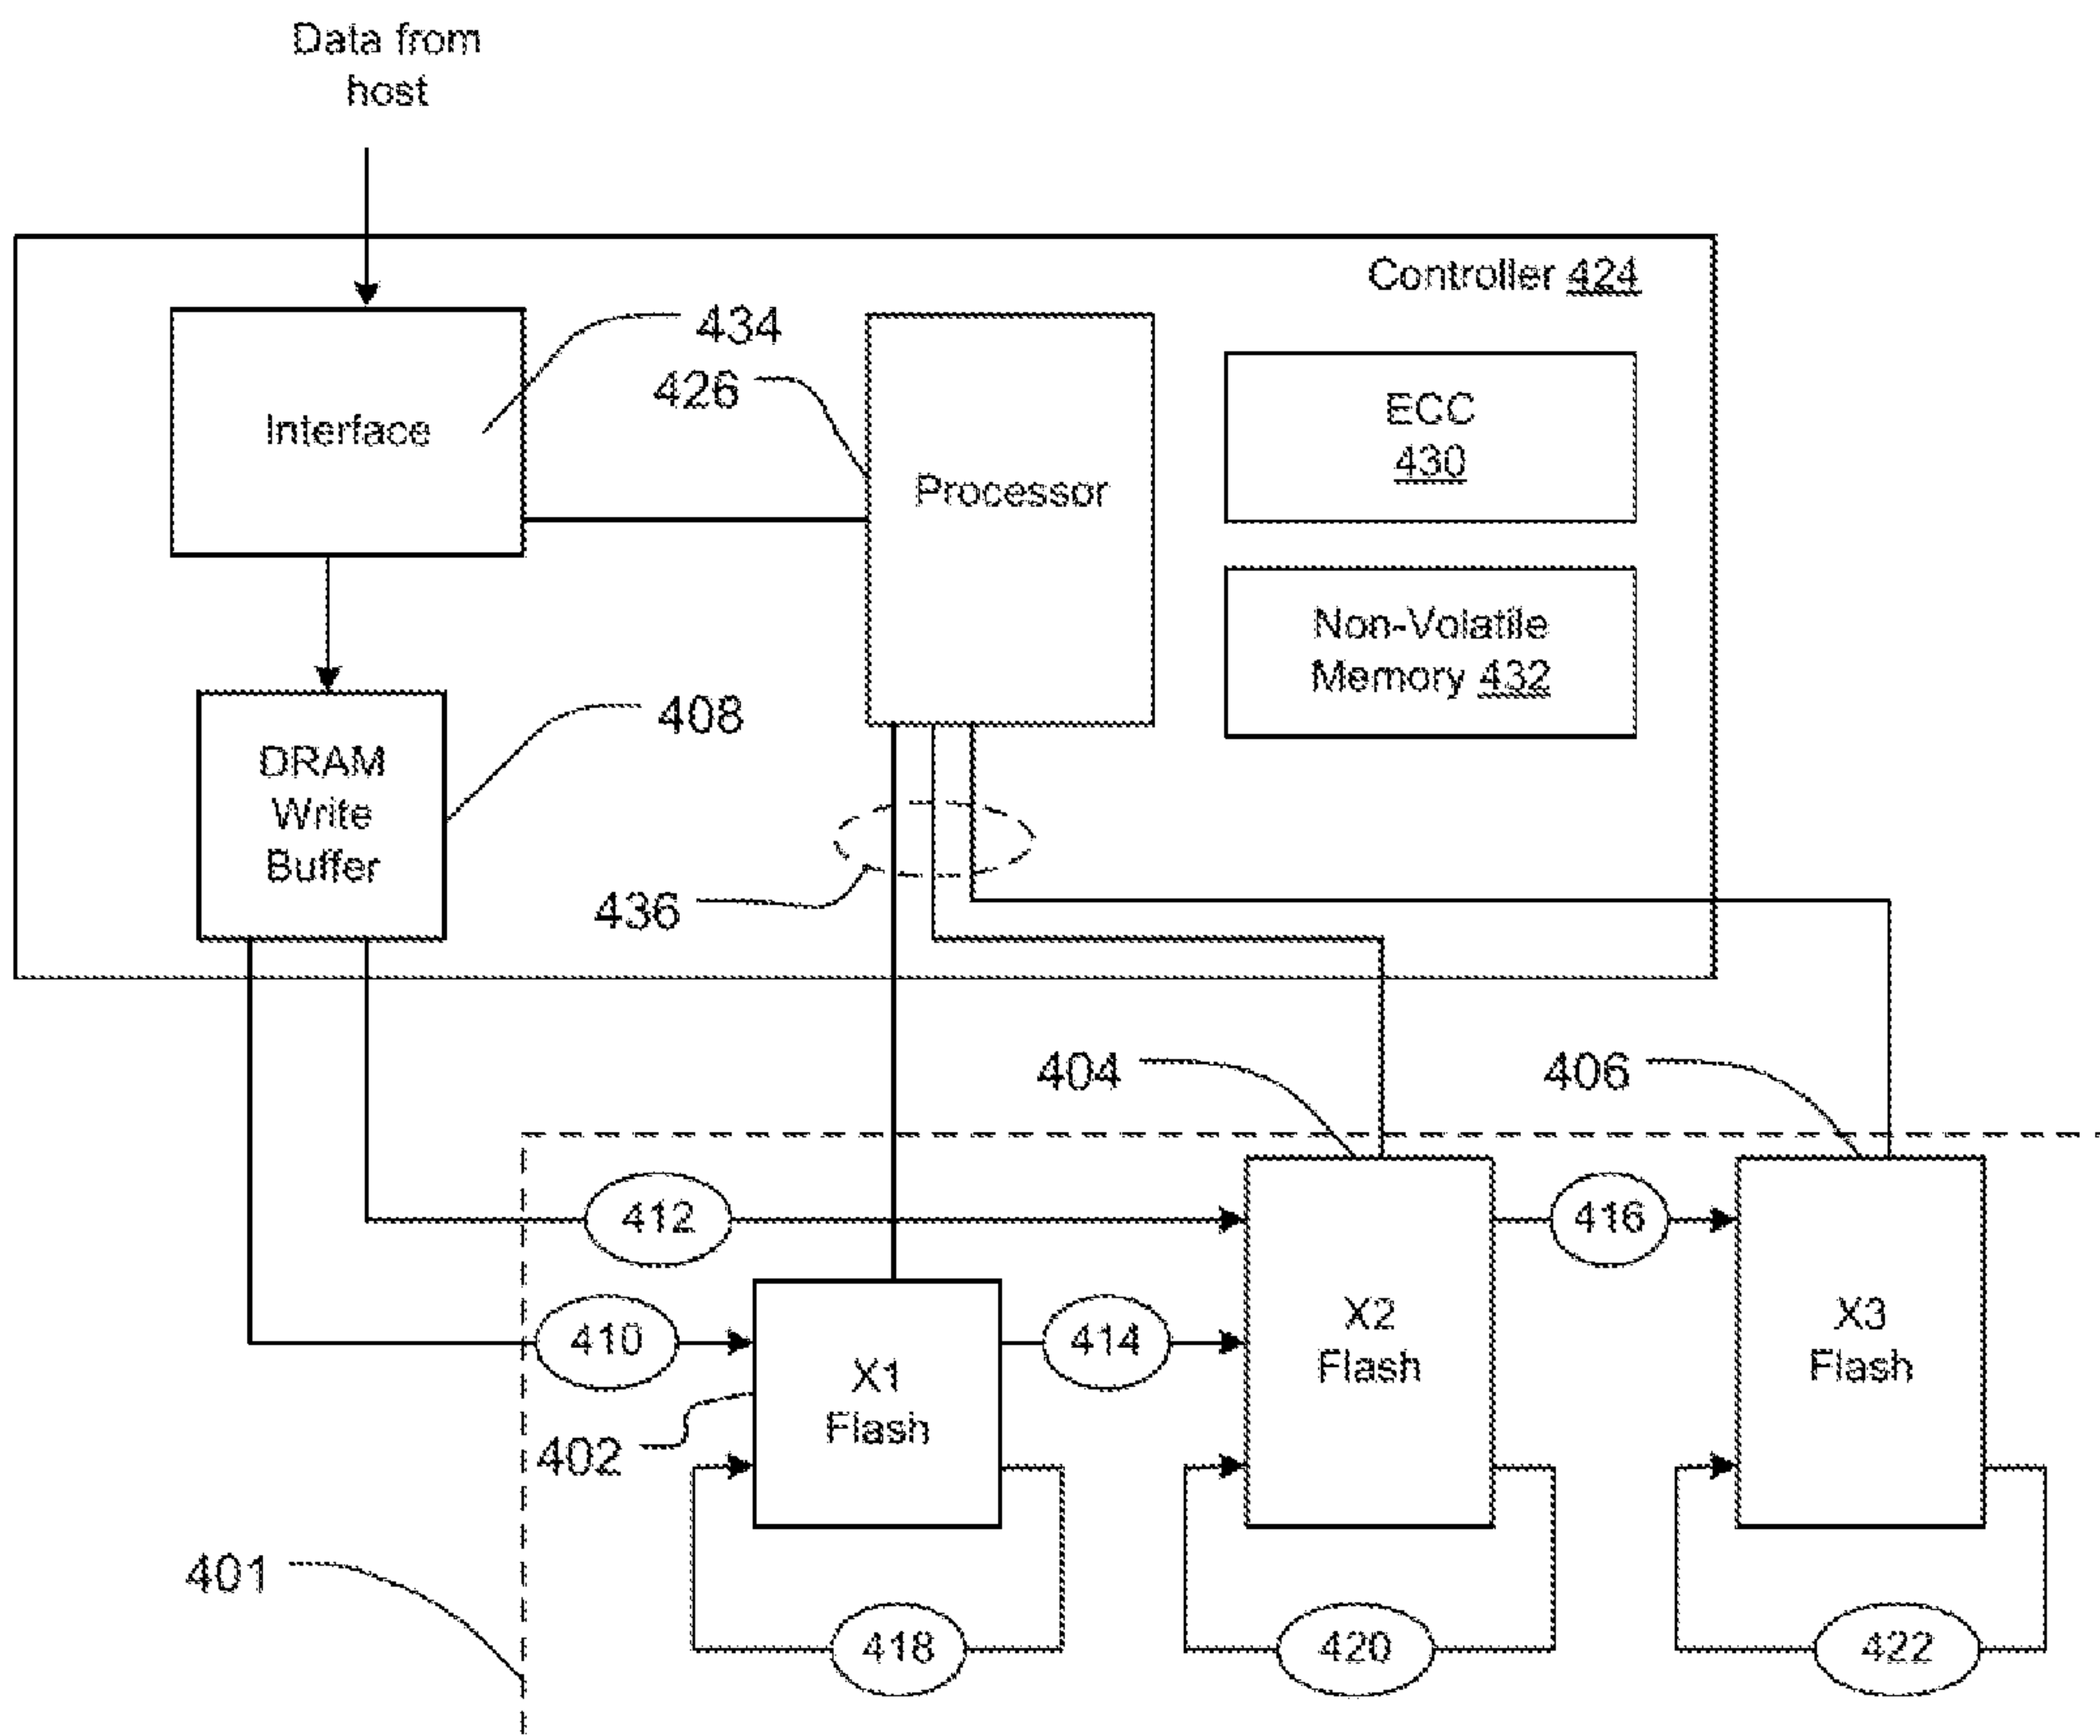 Data from
host
Controller 424
434
426
Interface
Processor
ECC
430
Non-Volatile
Memory 432
408
DRAM
Write
Buffer
436
404
406
412
416
410
414
X1
Flash
X2
Flash
X3
Flash
402
401
418
420
422